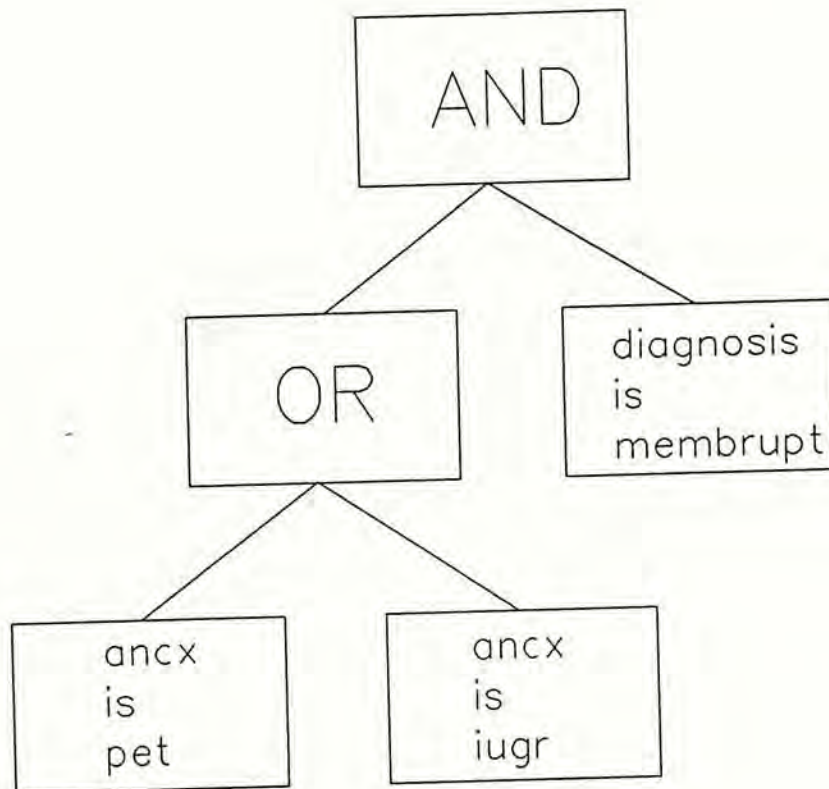 AND
OR
diagnosis
is
membrupt
ancx
is
pet
ancx
is
iugr